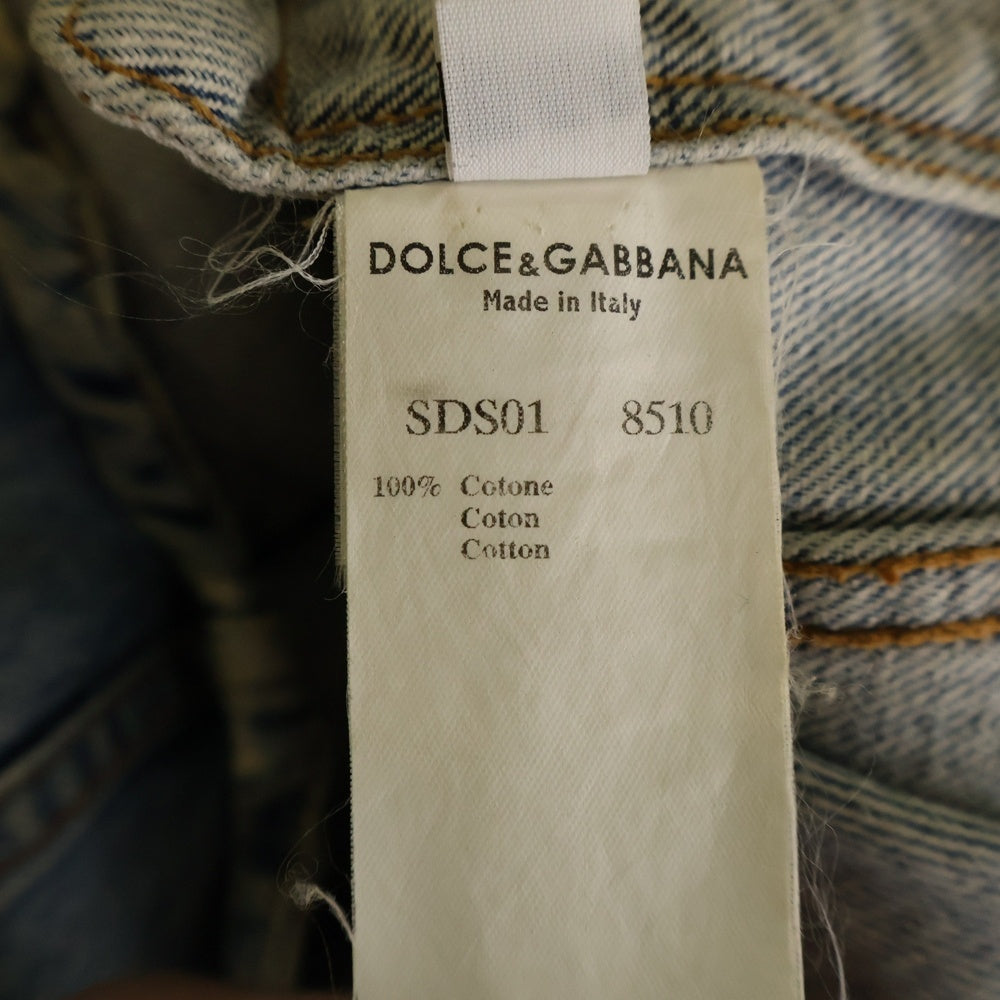 DOLCE&GABBANA
Made in Italy
SDS01 8510
100% Cotone
Coton
Cotton